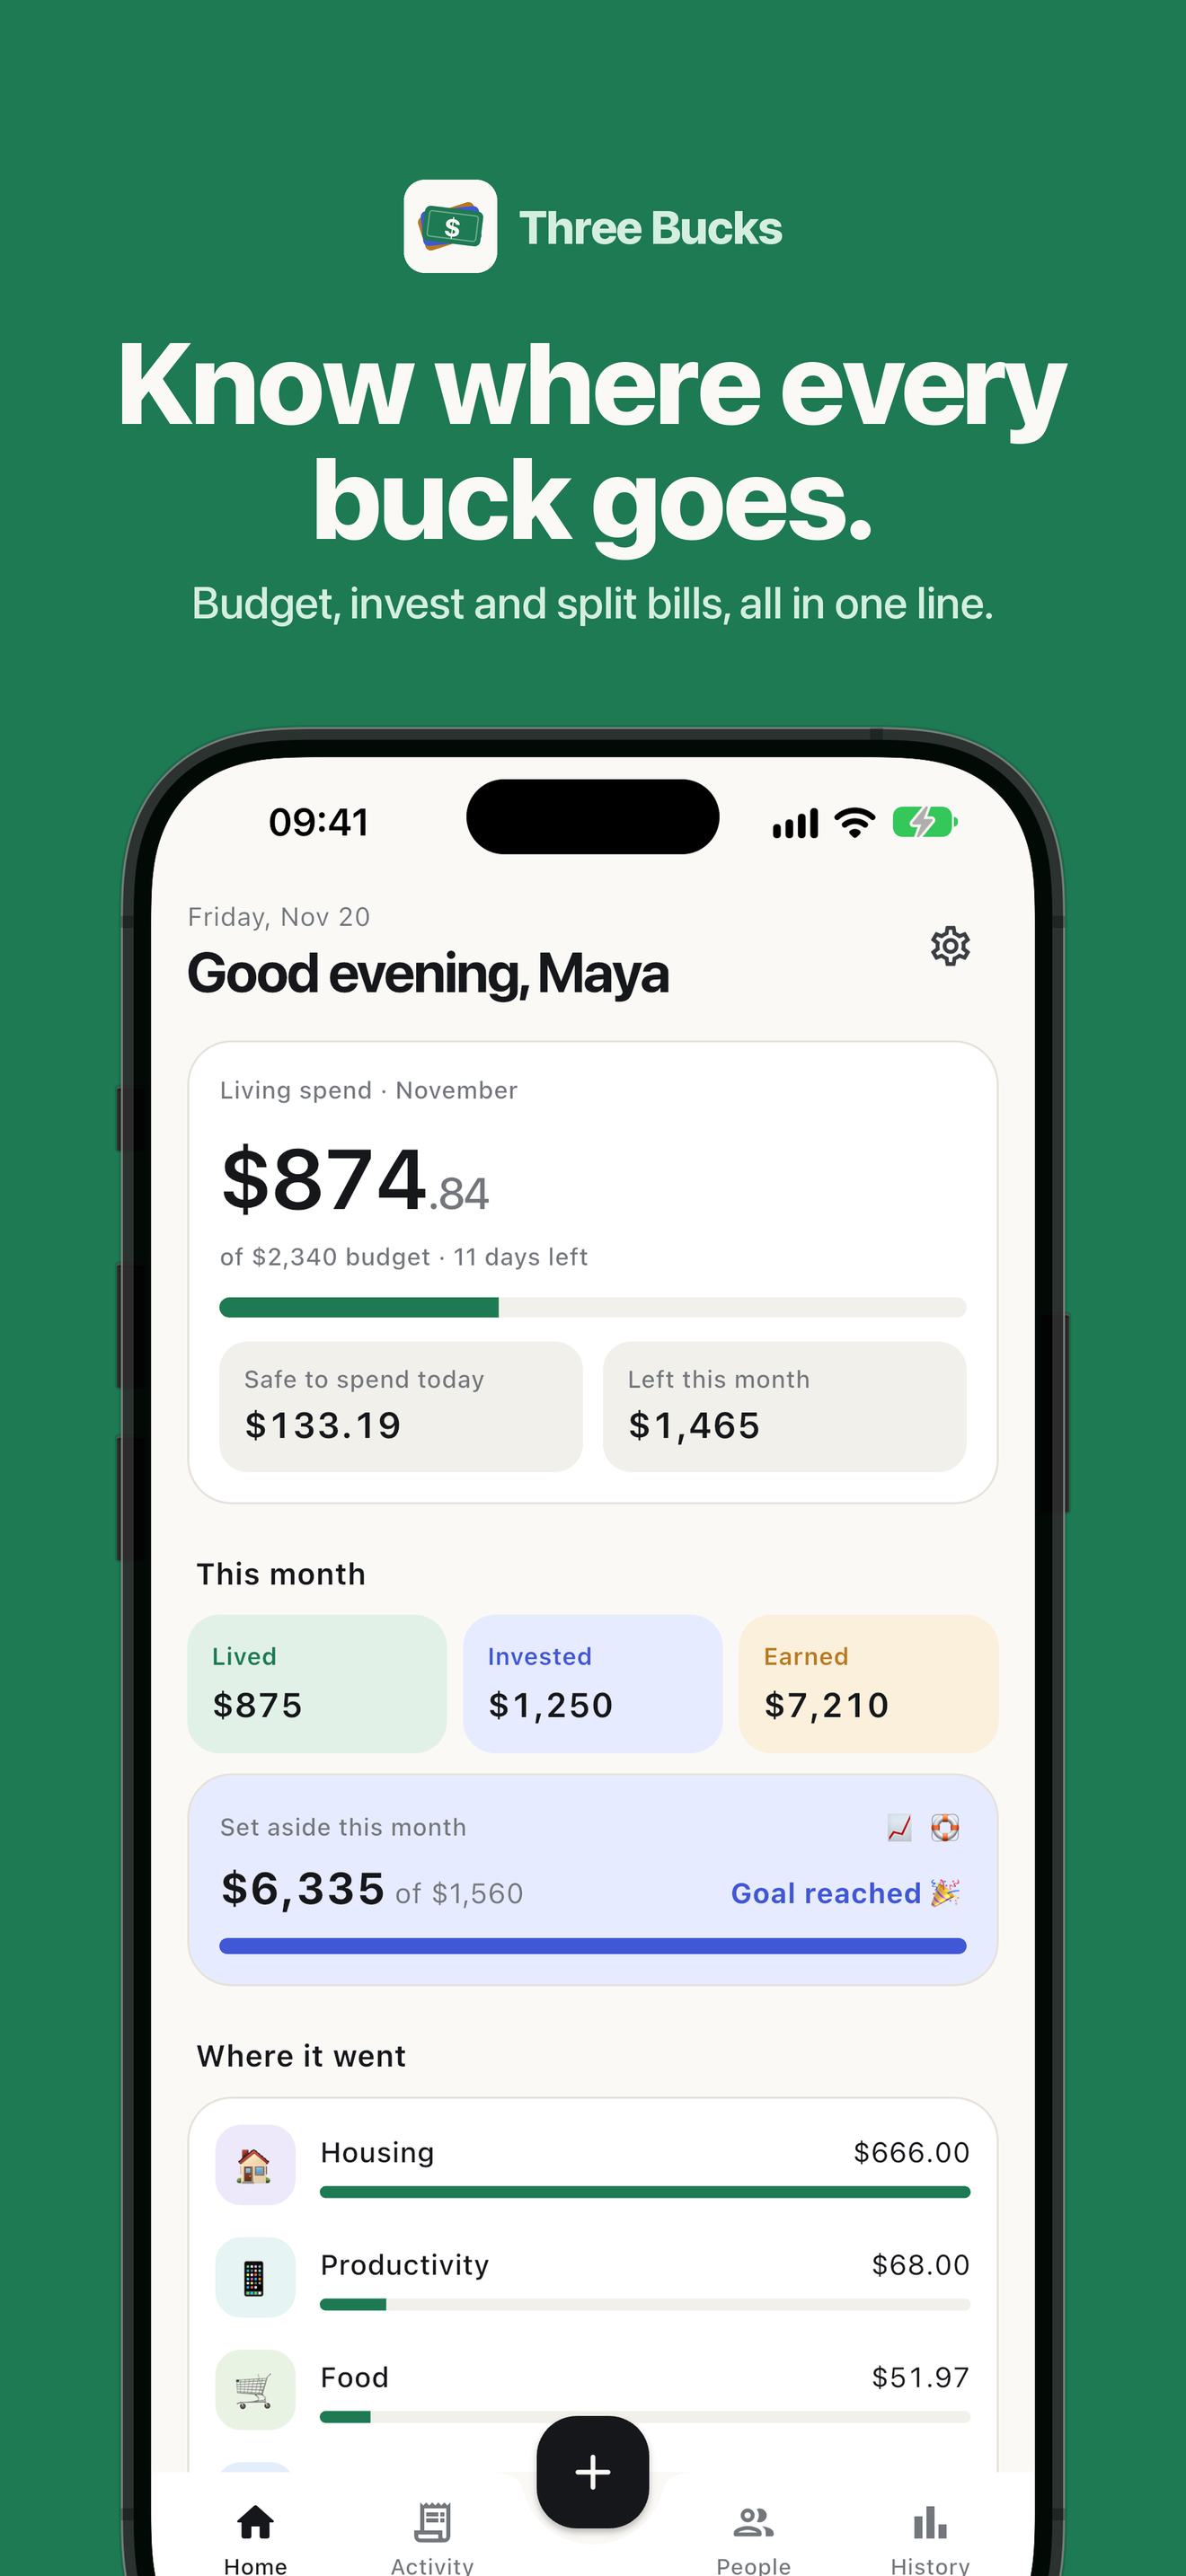 $
Three Bucks
Know where every
buck goes.
Budget, invest and split bills, all in one line.
09:41
Friday, Nov 20
Good evening, Maya
Living spend · November
$874.84
of $2,340 budget · 11 days left
Safe to spend today
$133.19
Left this month
$1,465
This month
Lived
$875
Invested
$1,250
Earned
$7,210
Set aside this month
$6,335 of $1,560
Goal reached 🎉
Where it went
Housing
$666.00
Productivity
$68.00
Food
$51.97
Home
Activity
People
History